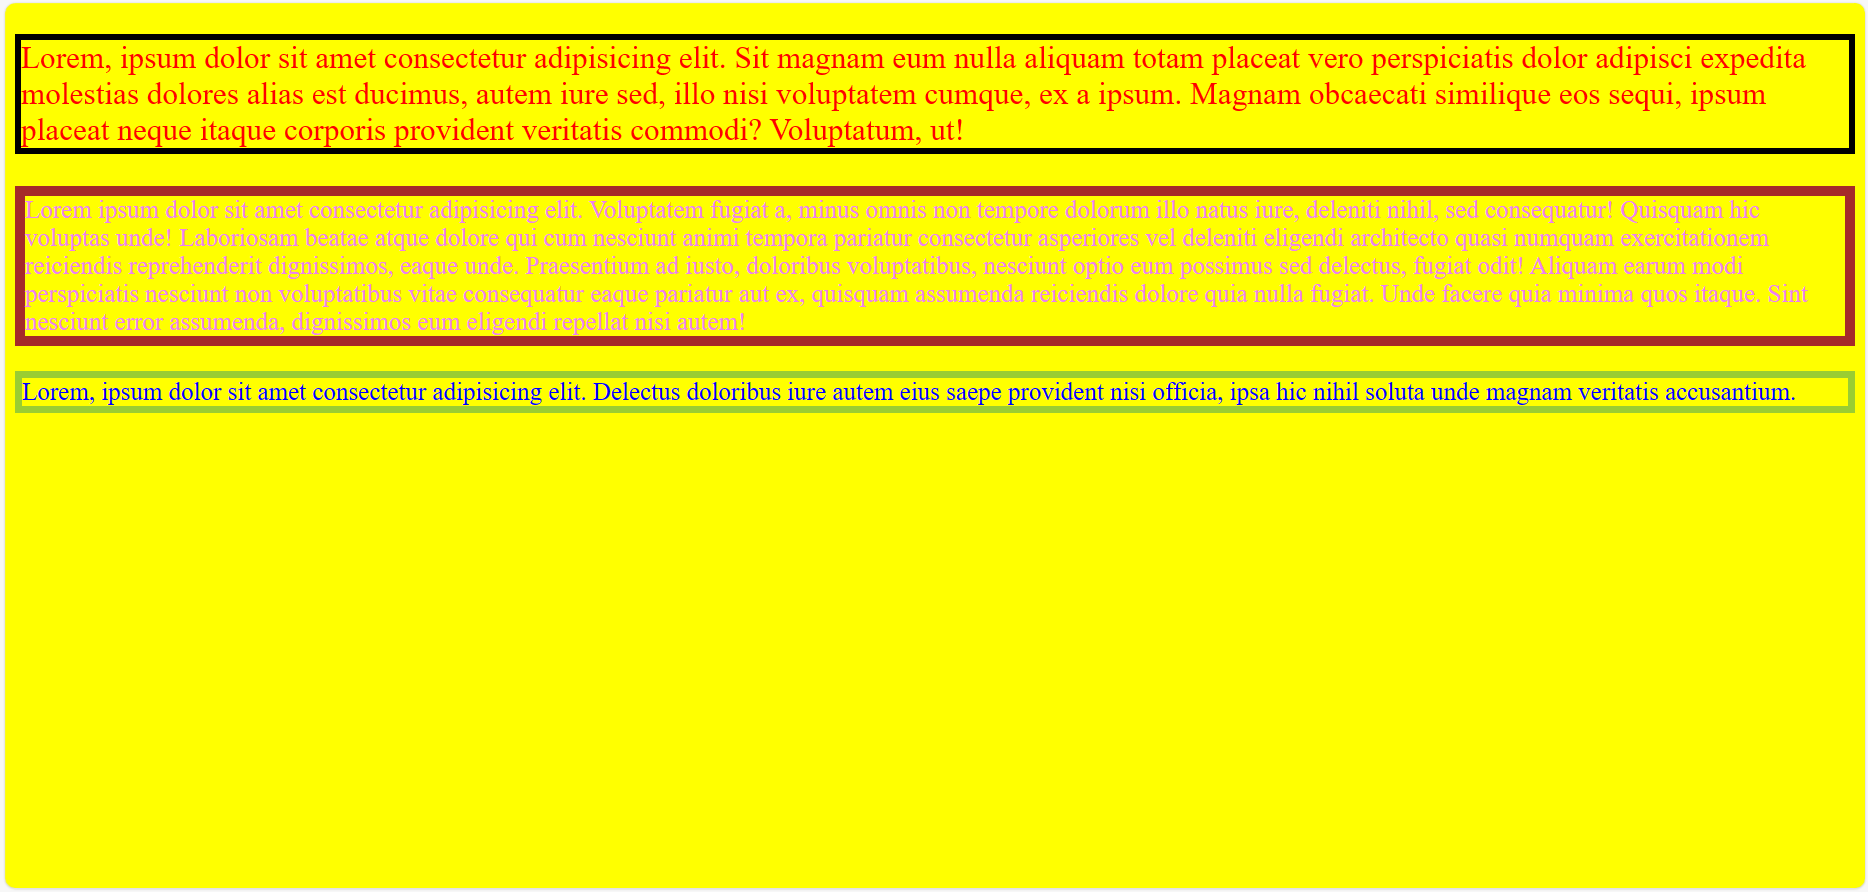 Lorem, ipsum dolor sit amet consectetur adipisicing elit. Sit magnam eum nulla aliquam totam placeat vero perspiciatis dolor adipisci expedita
molestias dolores alias est ducimus, autem iure sed, illo nisi voluptatem cumque, ex a ipsum. Magnam obcaecati similique eos sequi, ipsum
placeat neque itaque corporis provident veritatis commodi? Voluptatum, ut!
Lorem ipsum dolor sit amet consectetur adipisicing elit. Voluptatem fugiat a, minus omnis non tempore dolorum illo natus iure, deleniti nihil, sed consequatur! Quisquam hic
voluptas unde! Laboriosam beatae atque dolore qui cum nesciunt animi tempora pariatur consectetur asperiores vel deleniti eligendi architecto quasi numquam exercitationem
reiciendis reprehenderit dignissimos, eaque unde. Praesentium ad iusto, doloribus voluptatibus, nesciunt optio eum possimus sed delectus, fugiat odit! Aliquam earum modi
perspiciatis nesciunt non voluptatibus vitae consequatur eaque pariatur aut ex, quisquam assumenda reiciendis dolore quia nulla fugiat. Unde facere quia minima quos itaque. Sint
nesciunt error assumenda, dignissimos eum eligendi repellat nisi autem!
Lorem, ipsum dolor sit amet consectetur adipisicing elit. Delectus doloribus iure autem eius saepe provident nisi officia, ipsa hic nihil soluta unde magnam veritatis accusantium.